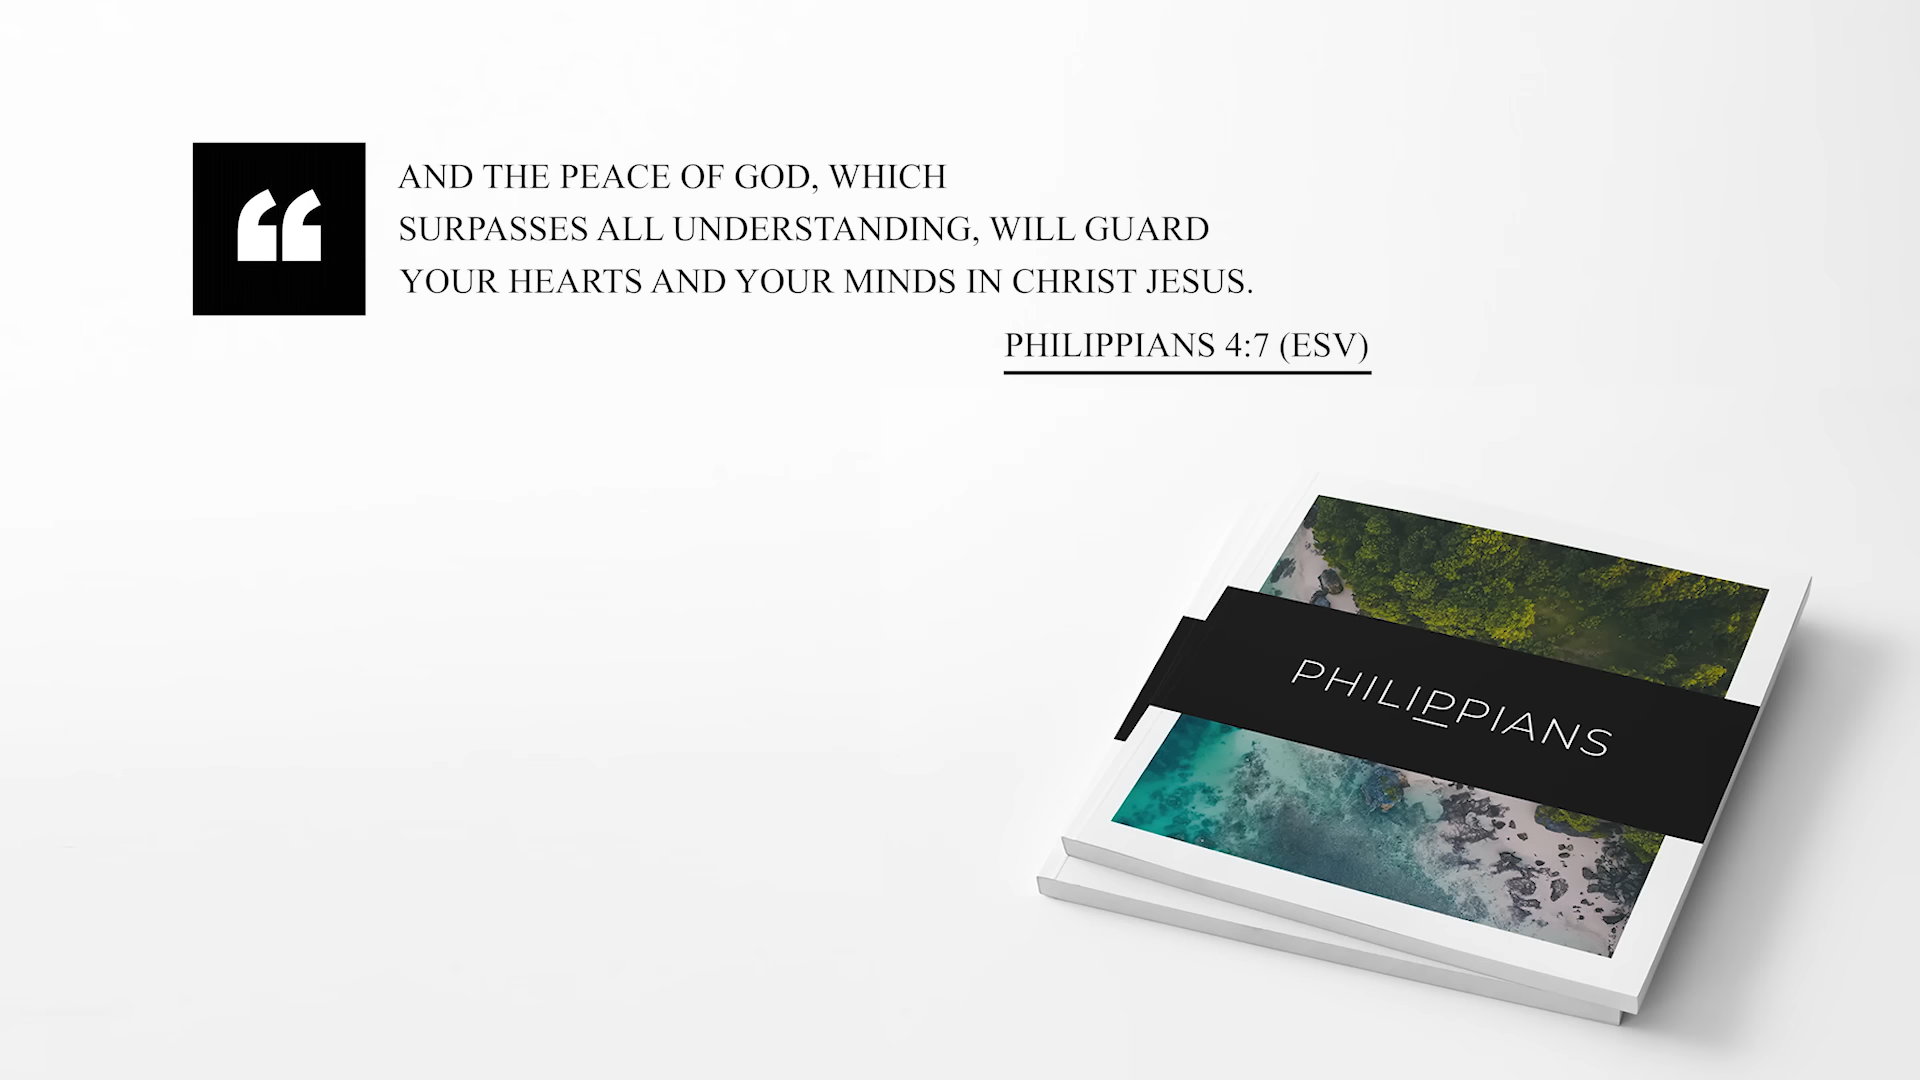 “
AND THE PEACE OF GOD, WHICH
SURPASSES ALL UNDERSTANDING, WILL GUARD
YOUR HEARTS AND YOUR MINDS IN CHRIST JESUS.
PHILIPPIANS 4:7 (ESV)
PHILIPPIANS